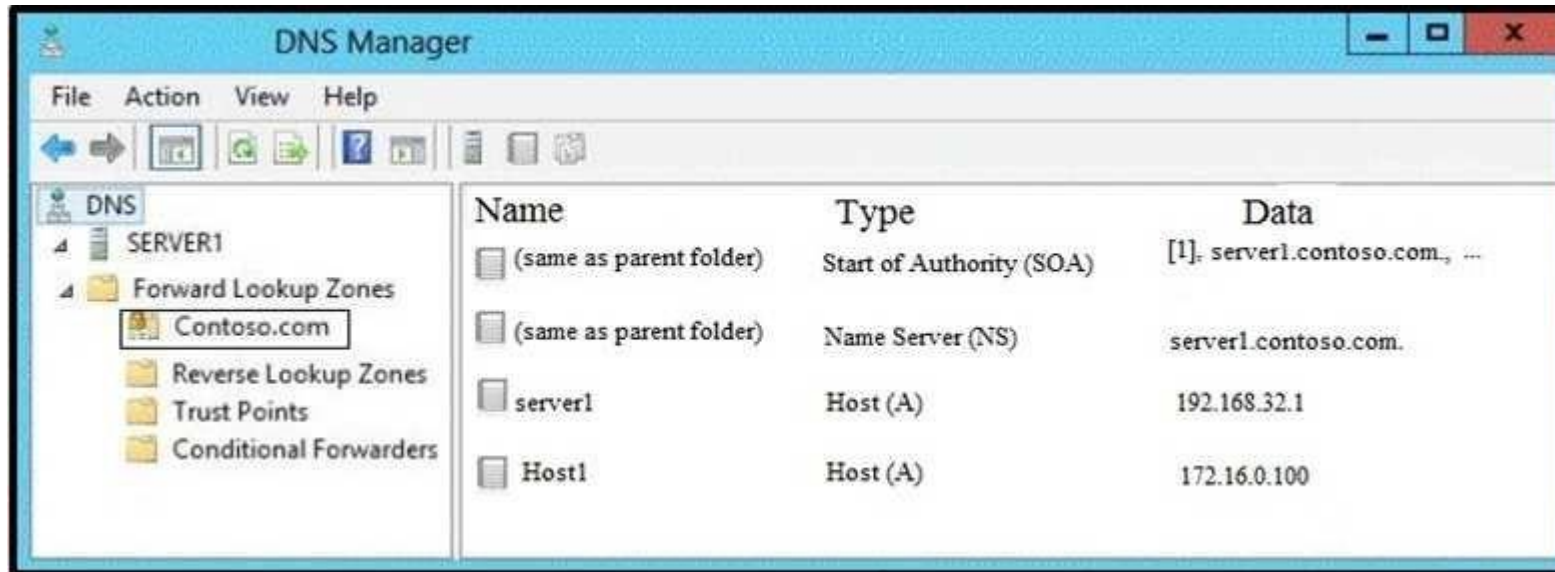 DNS Manager
File Action View Help
DNS
SERVER1
Forward Lookup Zones
Contoso.com
Reverse Lookup Zones
Trust Points
Conditional Forwarders
Name Type Data
(same as parent folder) Start of Authority (SOA) [1], server1.contoso.com., ...
(same as parent folder) Name Server (NS) server1.contoso.com.
server1 Host (A) 192.168.32.1
Host1 Host (A) 172.16.0.100